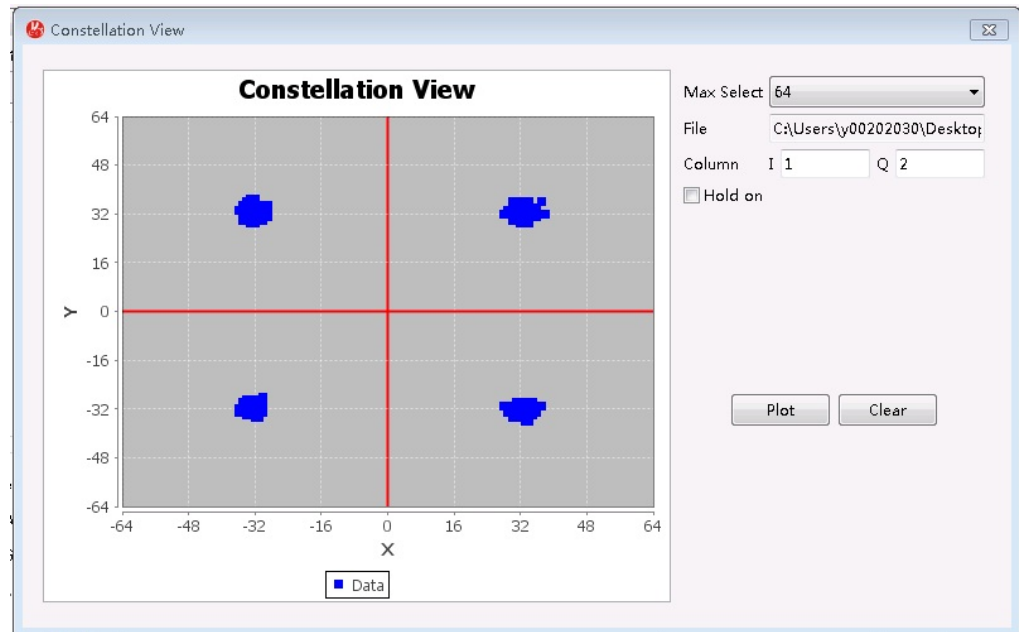 Constellation View
Constellation View
Max Select 64
File C:\Users\y00202030\Desktop
Column I 1 Q 2
Hold on
64
48
32
16
0
-16
-32
-48
-64
Y
-64 -48 -32 -16 0 16 32 48 64
X
Data
Plot Clear